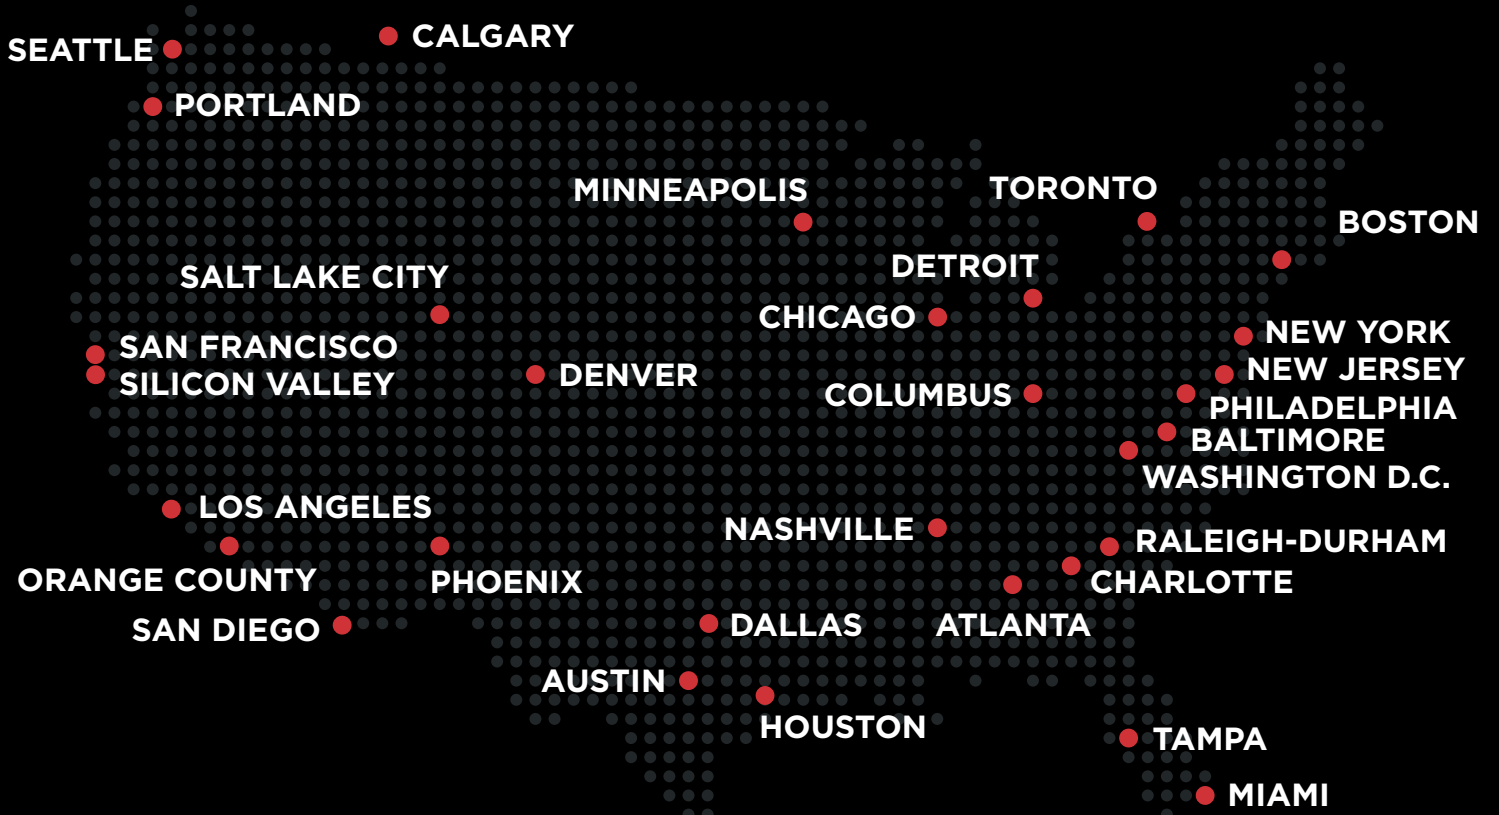 CALGARY
SEATTLE
PORTLAND
MINNEAPOLIS
TORONTO
BOSTON
DETROIT
SALT LAKE CITY
CHICAGO
NEW YORK
SAN FRANCISCO
NEW JERSEY
DENVER
SILICON VALLEY
COLUMBUS
PHILADELPHIA
BALTIMORE
WASHINGTON D.C.
LOS ANGELES
NASHVILLE
RALEIGH-DURHAM
ORANGE COUNTY
PHOENIX
CHARLOTTE
SAN DIEGO
DALLAS
ATLANTA
AUSTIN
HOUSTON
TAMPA
MIAMI